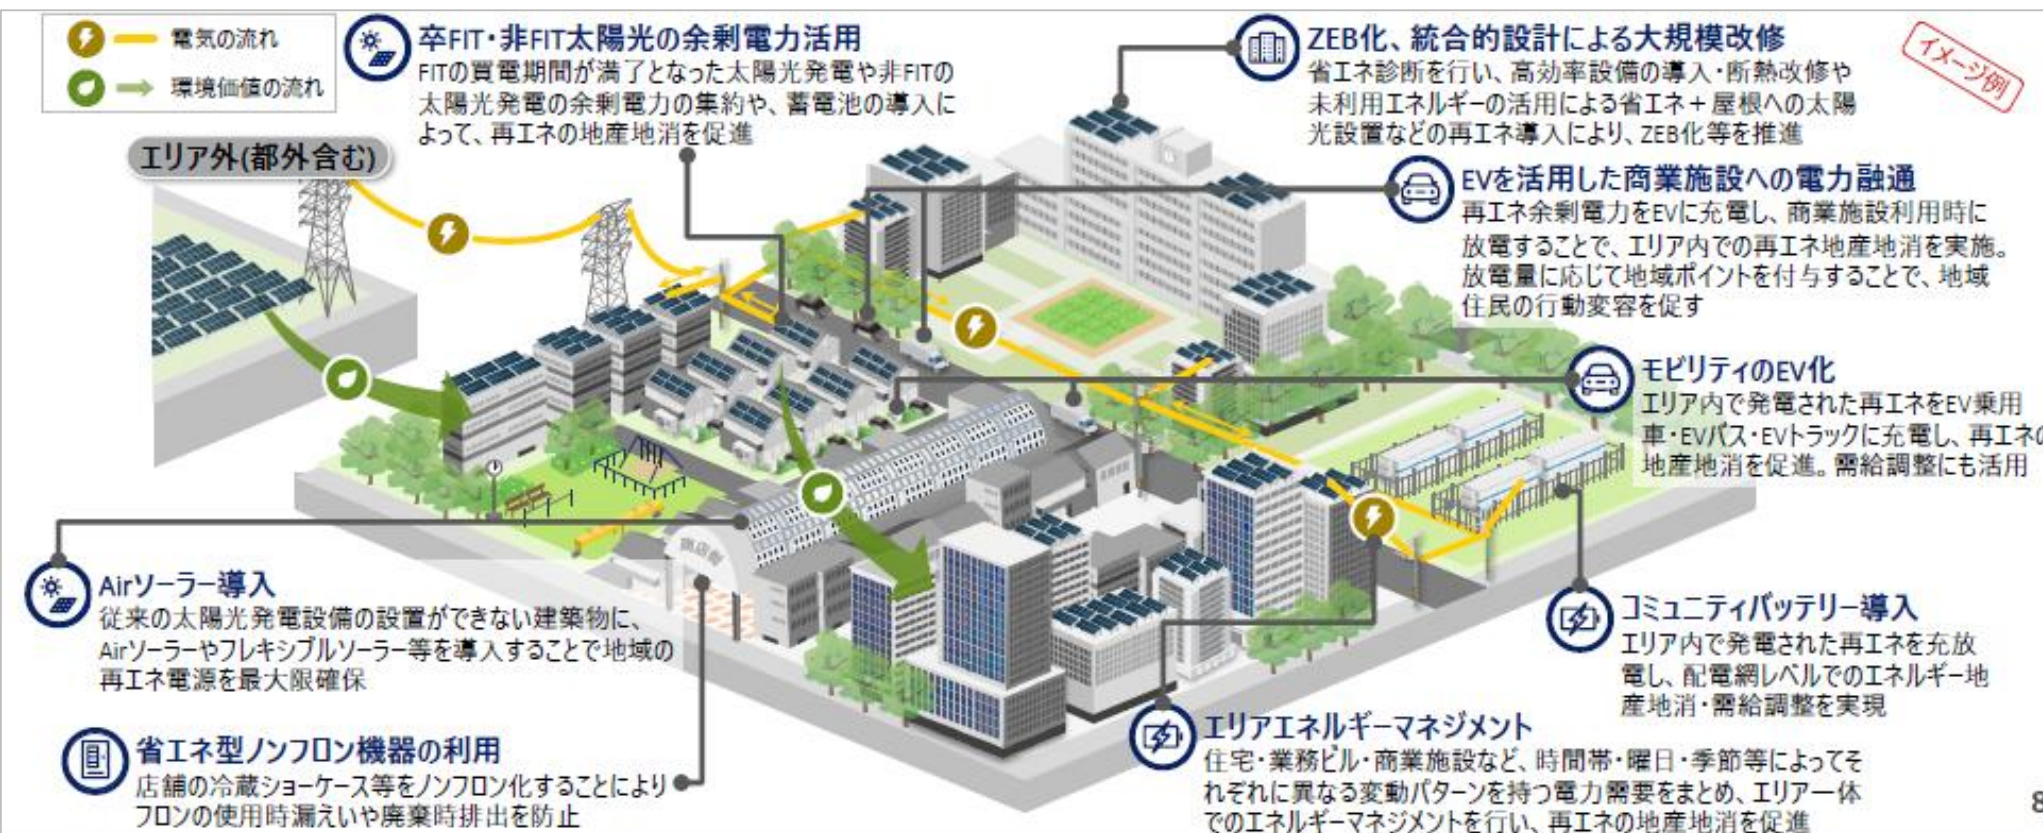 電気の流れ
環境価値の流れ
卒FIT・非FIT太陽光の余剰電力活用
FITの買電期間が満了となった太陽光発電や非FITの
太陽光発電の余剰電力の集約や、蓄電池の導入に
よって、再エネの地産地消を促進
ZEB化、統合的設計による大規模改修
省エネ診断を行い、高効率設備の導入・断熱改修や
未利用エネルギーの活用による省エネ+屋根への太陽
光設置などの再エネ導入により、ZEB化等を推進
イメージ例
エリア外(都外含む)
EVを活用した商業施設への電力融通
再エネ余剰電力をEVに充電し、商業施設利用時に
放電することで、エリア内での再エネ地産地消を実施。
放電量に応じて地域ポイントを付与することで、地域
住民の行動変容を促す
モビリティのEV化
エリア内で発電された再エネをEV乗用
車・EVバス・EVトラックに充電し、再エネの
地産地消を促進。需給調整にも活用
商店街
Airソーラー導入
従来の太陽光発電設備の設置ができない建築物に、
Airソーラーやフレキシブルソーラー等を導入することで地域の
再エネ電源を最大限確保
コミュニティバッテリー導入
エリア内で発電された再エネを充放
電し、配電網レベルでのエネルギー地
産地消・需給調整を実現
省エネ型ノンフロン機器の利用
店舗の冷蔵ショーケース等をノンフロン化することにより
フロンの使用時漏えいや廃棄時排出を防止
エリアエネルギーマネジメント
住宅・業務ビル・商業施設など、時間帯・曜日・季節等によってそ
れぞれに異なる変動パターンを持つ電力需要をまとめ、エリア一体
でのエネルギーマネジメントを行い、再エネの地産地消を促進
8